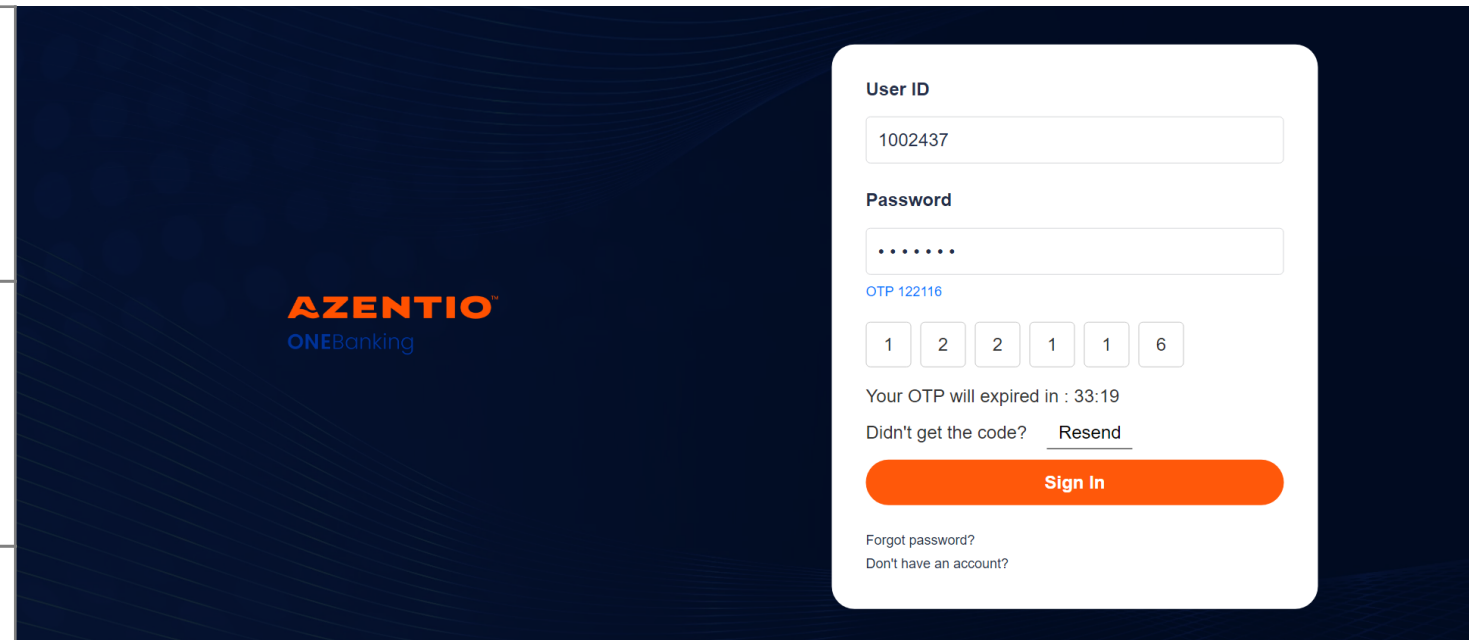 User ID
1002437
Password
•••••••
OTP 122116
AZENTIO™
ONEBanking
1 2 2 1 1 6
Your OTP will expired in : 33:19
Didn't get the code? Resend
Sign In
Forgot password?
Don't have an account?